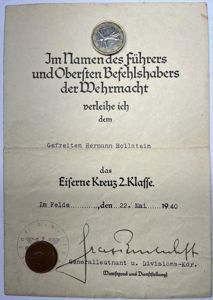 Im Namen des Führers
und Obersten Befehlshabers
der Wehrmacht
verleihe ich
dem
Gefreiten Hermann Hollstein
das
Eiserne Kreuz 2.Klasse.
Im Felde ,den 22. Mai 1940
Generalleutnant u. Divisions-Kdr.
(Dienstgrad und Dienststellung)